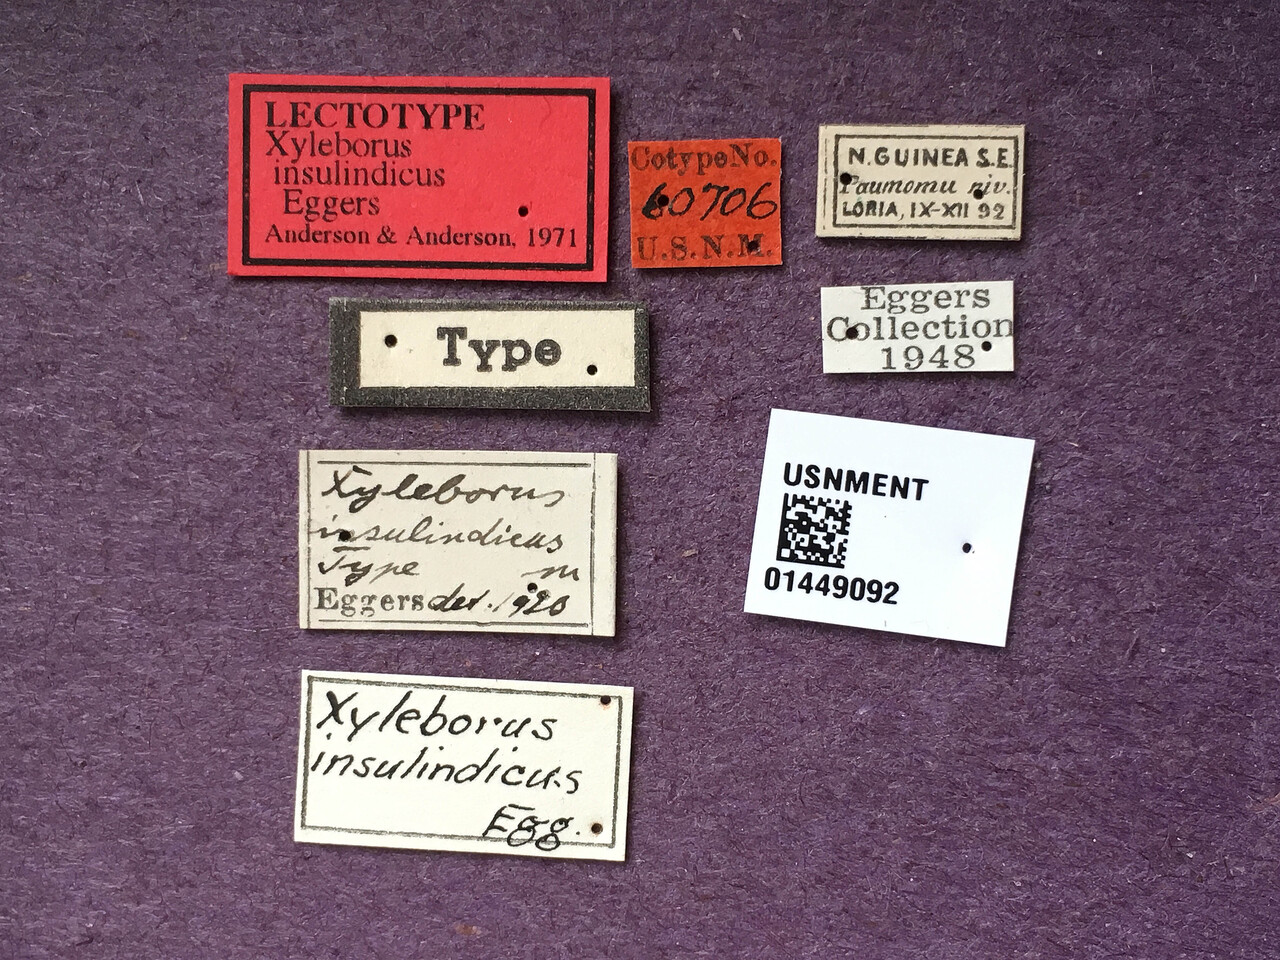 LECTOTYPE
Xyleborus
insulindicus
Eggers
Anderson & Anderson, 1971
Cotype No.
60706
U.S.N.M.
N. GUINEA S.E.
Paumomu riv.
LORIA, IX-XII 92
Type
Eggers
Collection
1948
Xyleborus
insulindicus
Type m
Eggers det. 1920
USNMENT
01449092
Xyleborus
insulindicus
Egg.